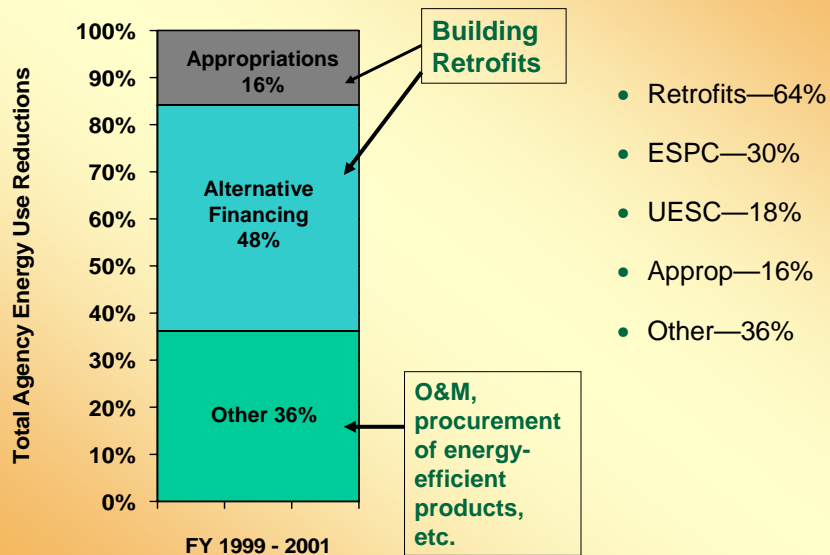 Total Agency Energy Use Reductions
100%
90%
80%
70%
60%
50%
40%
30%
20%
10%
0%
Appropriations
16%
Alternative
Financing
48%
Other 36%
FY 1999 - 2001
Building
Retrofits
O&M,
procurement
of energy-
efficient
products,
etc.
• Retrofits—64%
• ESPC—30%
• UESC—18%
• Approp—16%
• Other—36%